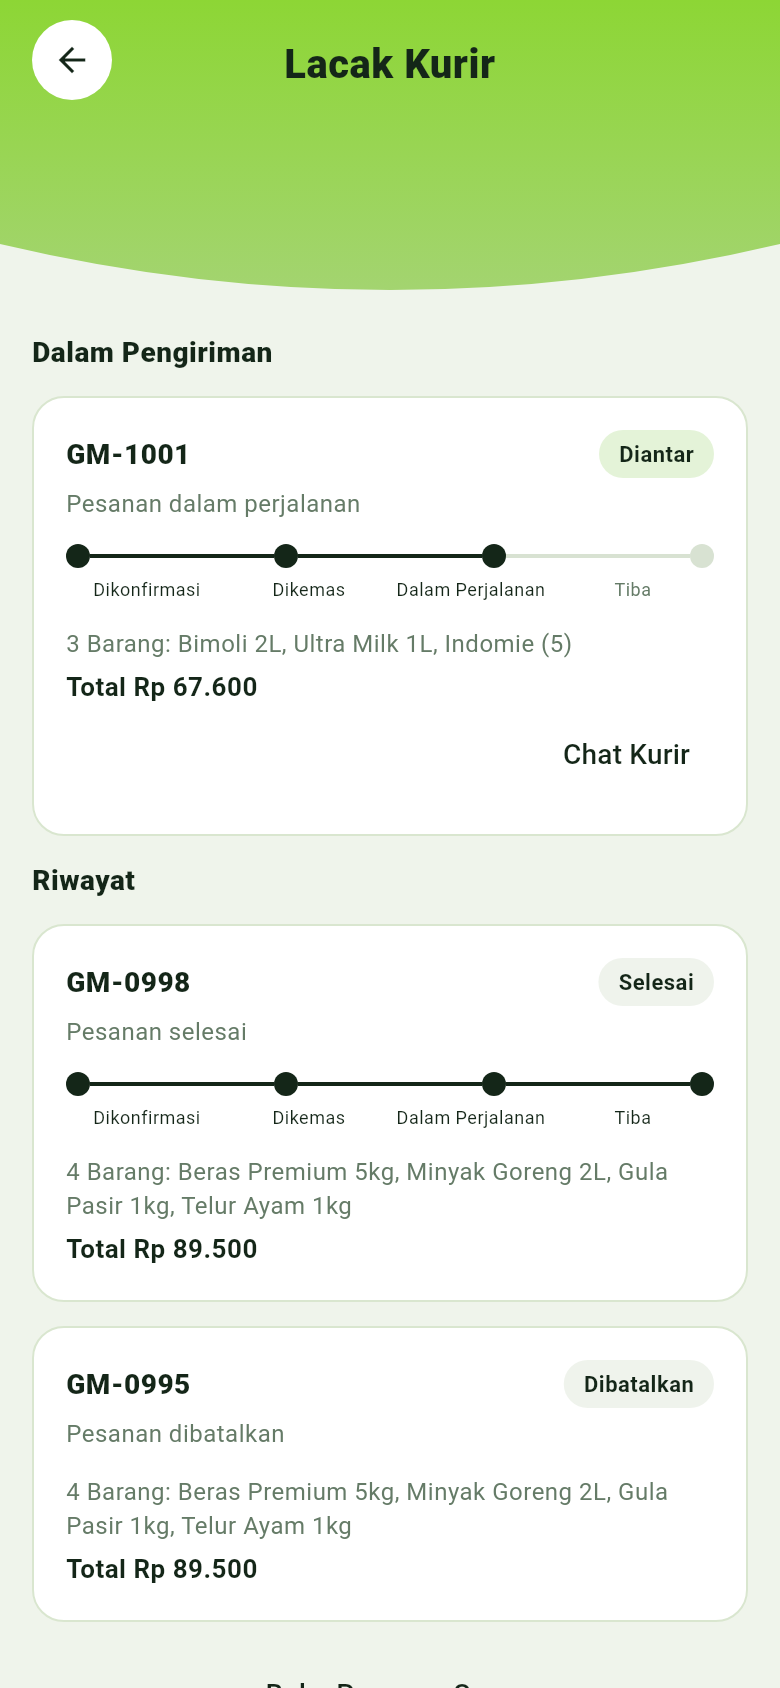 Lacak Kurir
Dalam Pengiriman
GM-1001
Diantar
Pesanan dalam perjalanan
Dikonfirmasi Dikemas Dalam Perjalanan Tiba
3 Barang: Bimoli 2L, Ultra Milk 1L, Indomie (5)
Total Rp 67.600
Chat Kurir
Riwayat
GM-0998
Selesai
Pesanan selesai
Dikonfirmasi Dikemas Dalam Perjalanan Tiba
4 Barang: Beras Premium 5kg, Minyak Goreng 2L, Gula
Pasir 1kg, Telur Ayam 1kg
Total Rp 89.500
GM-0995
Dibatalkan
Pesanan dibatalkan
4 Barang: Beras Premium 5kg, Minyak Goreng 2L, Gula
Pasir 1kg, Telur Ayam 1kg
Total Rp 89.500